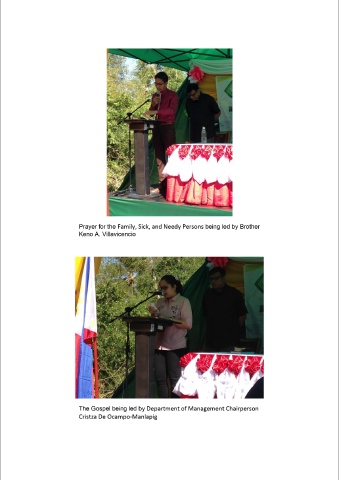 Prayer for the Family, Sick, and Needy Persons being led by Brother
Keno A. Villavicencio
The Gospel being led by Department of Management Chairperson
Cristza De Ocampo-Manlapig